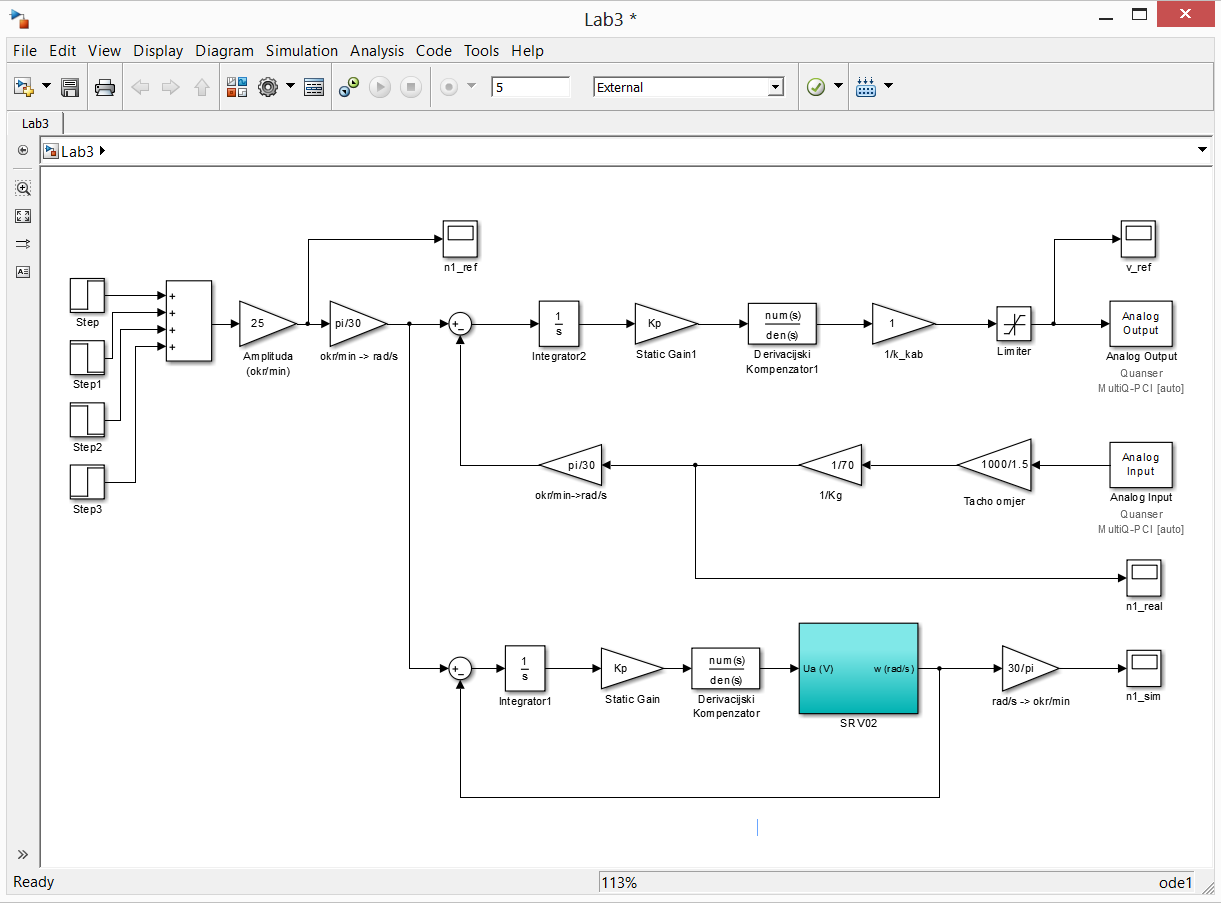 Lab3 *
File Edit View Display Diagram Simulation Analysis Code Tools Help
5
External
Lab3
Lab3
n1_ref
v_ref
Step
Step1
Step2
Step3
+
+
+
+
25
Amplituda
(okr/min)
pi/30
okr/min -> rad/s
+
-
1
s
Integrator2
Kp
Static Gain1
num(s)
den(s)
Derivacijski
Kompenzator1
1
1/k_kab
Limiter
Analog
Output
Analog Output
Quanser
MultiQ-PCI [auto]
pi/30
okr/min->rad/s
1/70
1/Kg
1000/1.5
Tacho omjer
Analog
Input
Analog Input
Quanser
MultiQ-PCI [auto]
n1_real
+
-
1
s
Integrator1
Kp
Static Gain
num(s)
den(s)
Derivacijski
Kompenzator
Ua (V) w (rad/s)
SRV02
30/pi
rad/s -> okr/min
n1_sim
Ready
113%
ode1